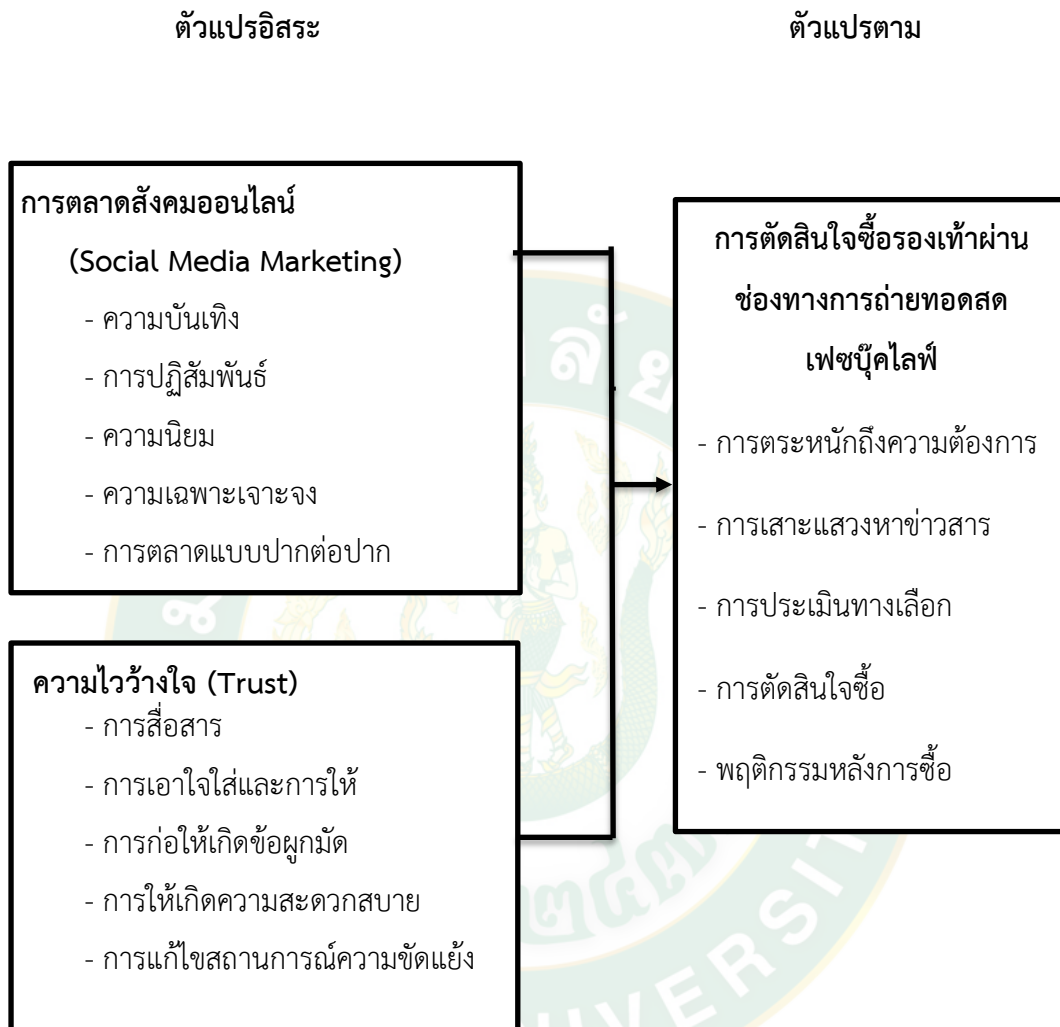 ตัวแปรอิสระ
ตัวแปรตาม
การตลาดสังคมออนไลน์
(Social Media Marketing)
- ความบันเทิง
- การปฏิสัมพันธ์
- ความนิยม
- ความเฉพาะเจาะจง
- การตลาดแบบปากต่อปาก
ความไวว้างใจ (Trust)
- การสื่อสาร
- การเอาใจใส่และการให้
- การก่อให้เกิดข้อผูกมัด
- การให้เกิดความสะดวกสบาย
- การแก้ไขสถานการณ์ความขัดแย้ง
การตัดสินใจซื้อรองเท้าผ่าน
ช่องทางการถ่ายทอดสด
เฟซบุ๊คไลฟ์
- การตระหนักถึงความต้องการ
- การเสาะแสวงหาข่าวสาร
- การประเมินทางเลือก
- การตัดสินใจซื้อ
- พฤติกรรมหลังการซื้อ